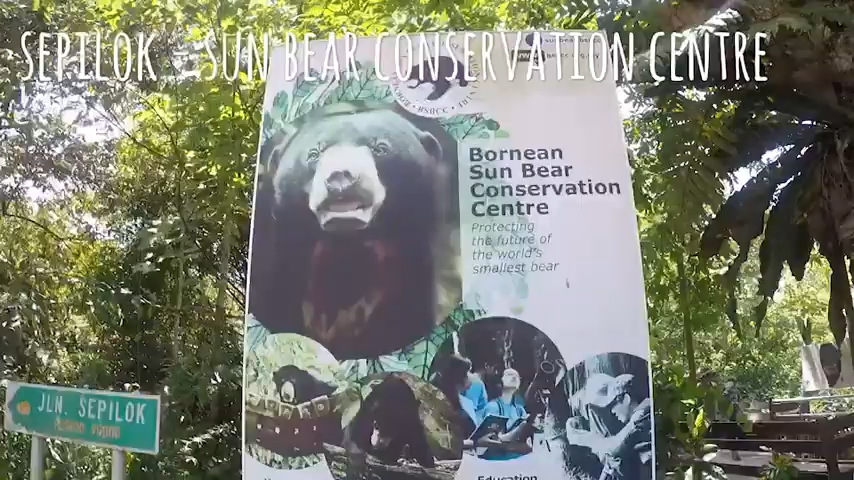 SEPILOK - SUN BEAR CONSERVATION CENTRE
BSBCC
Bornean
Sun Bear
Conservation
Centre
Protecting
the future of
the world's
smallest bear
JLN. SEPILOK
Education